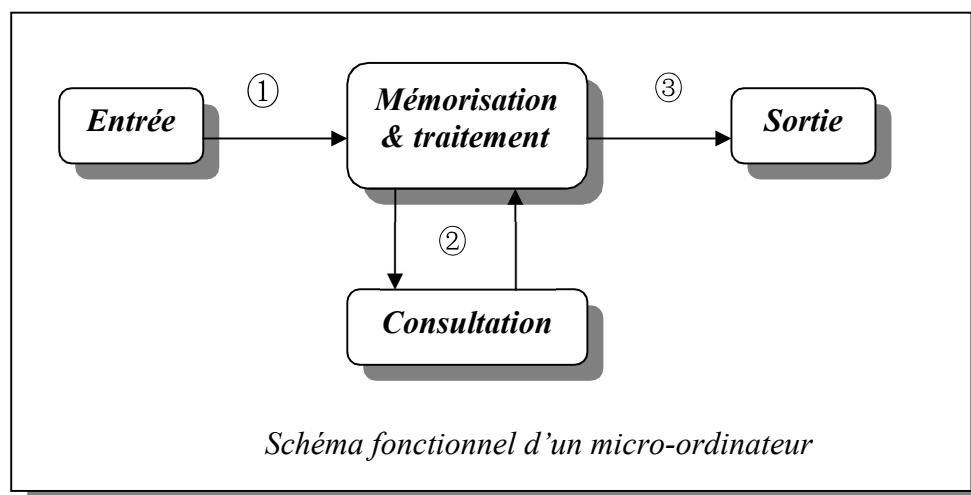 ①
③
Entrée
Mémorisation
& traitement
Sortie
②
Consultation
Schéma fonctionnel d’un micro-ordinateur